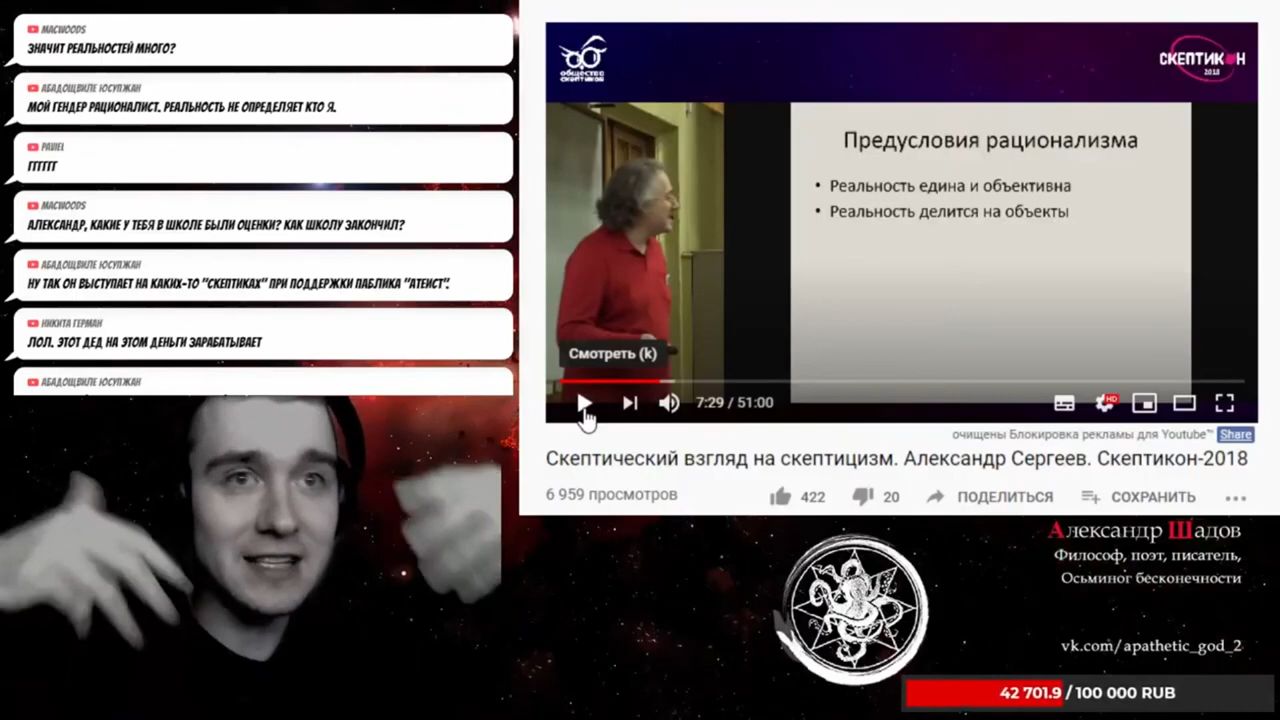 MACWOODS
ЗНАЧИТ РЕАЛЬНОСТЕЙ МНОГО?
АБАДОЩВИЛЕ ЮСУПЖАН
МОЙ ГЕНДЕР РАЦИОНАЛИСТ. РЕАЛЬНОСТЬ НЕ ОПРЕДЕЛЯЕТ КТО Я.
PAVEL
ГГГГГГ
MACWOODS
АЛЕКСАНДР, КАКИЕ У ТЕБЯ В ШКОЛЕ БЫЛИ ОЦЕНКИ? КАК ШКОЛУ ЗАКОНЧИЛ?
АБАДОЩВИЛЕ ЮСУПЖАН
НУ ТАК ОН ВЫСТУПАЕТ НА КАКИХ-ТО "СКЕПТИКАХ" ПРИ ПОДДЕРЖКИ ПАБЛИКА "АТЕИСТ".
НИКИТА ГЕРМАН
ЛОЛ. ЭТОТ ДЕД НА ЭТОМ ДЕНЬГИ ЗАРАБАТЫВАЕТ
АБАДОЩВИЛЕ ЮСУПЖАН
общество
скептиков
СКЕПТИКОН
2018
Предусловия рационализма
• Реальность едина и объективна
• Реальность делится на объекты
Смотреть (k)
7:29 / 51:00
HD
очищены Блокировка рекламы для Youtube™ Share
Скептический взгляд на скептицизм. Александр Сергеев. Скептикон-2018
6 959 просмотров
422
20
ПОДЕЛИТЬСЯ
СОХРАНИТЬ
Александр Шадов
Философ, поэт, писатель,
Осьминог бесконечности
vk.com/apathetic_god_2
42 701.9 / 100 000 RUB